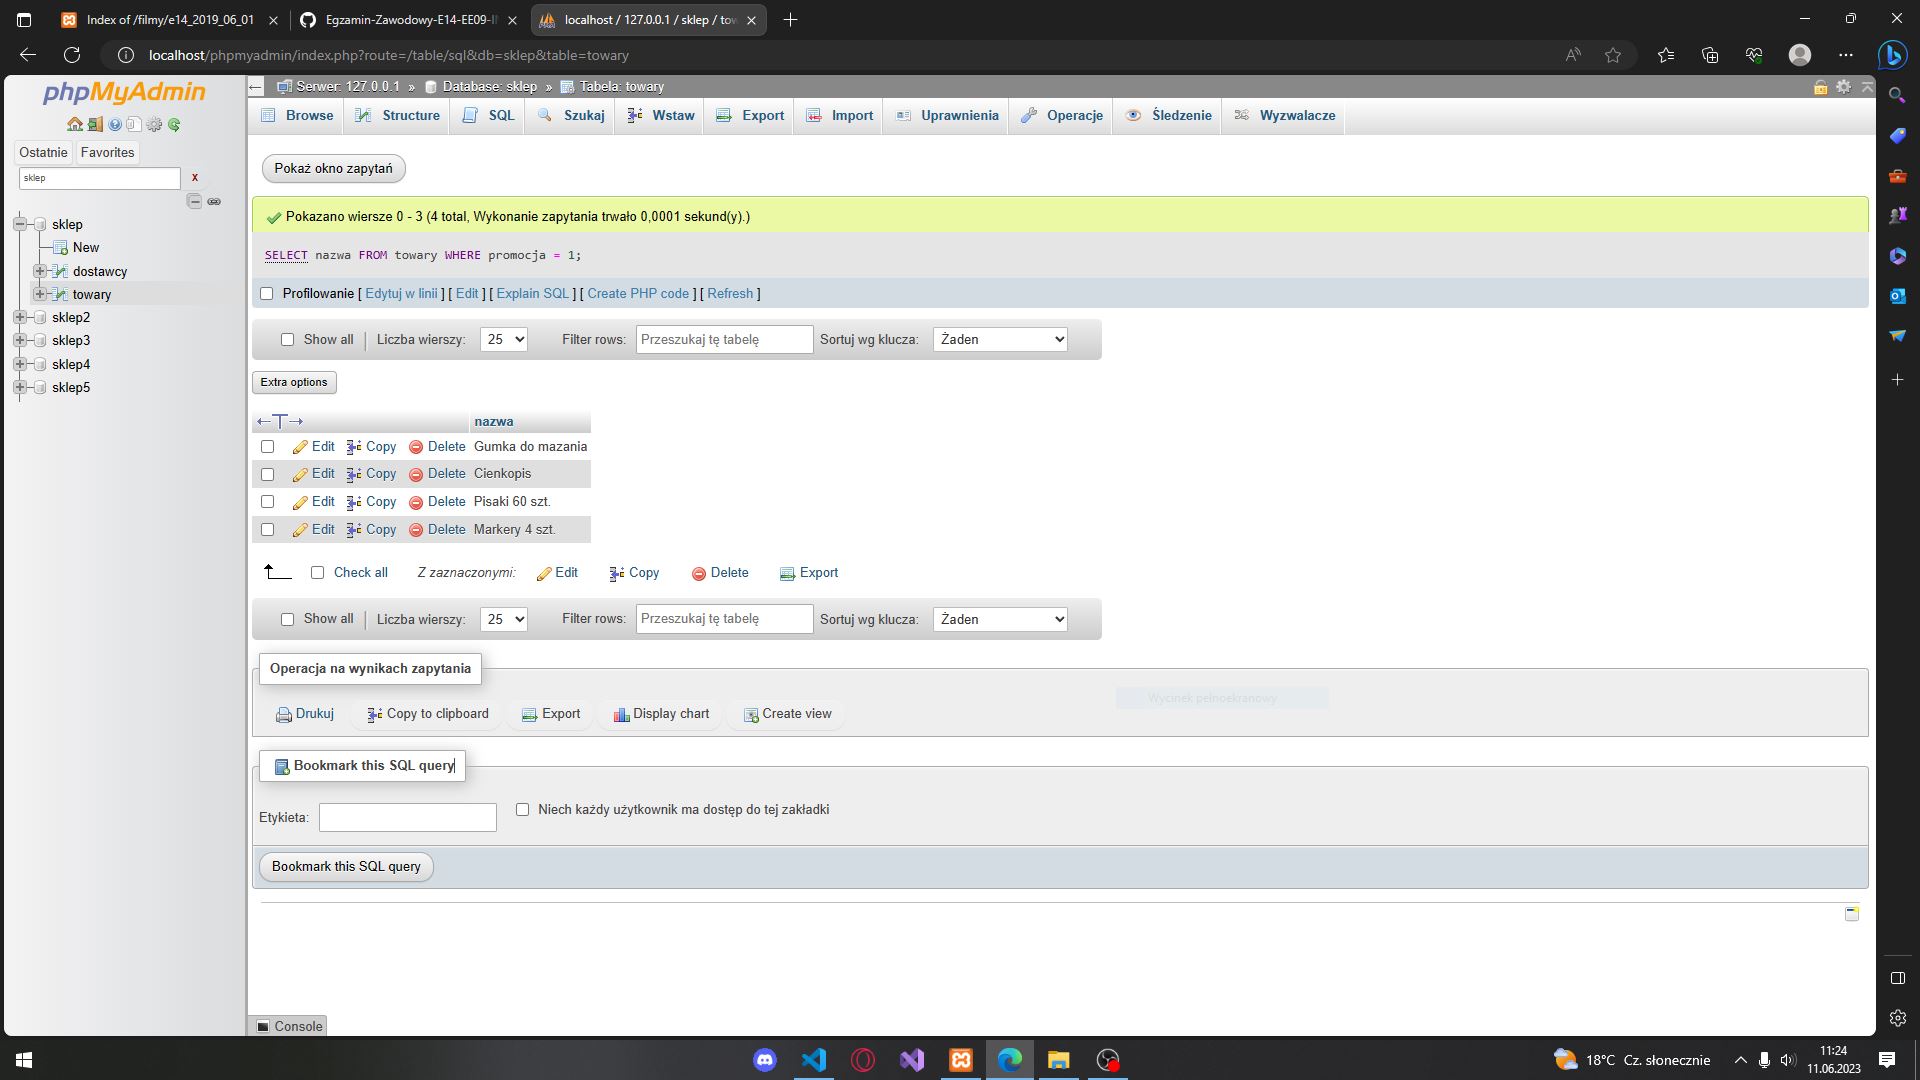 Index of /filmy/e14_2019_06_01
Egzamin-Zawodowy-E14-EE09-I
localhost / 127.0.0.1 / sklep / tow
localhost/phpmyadmin/index.php?route=/table/sql&db=sklep&table=towary
phpMyAdmin
Ostatnie Favorites
sklep
x
sklep
New
dostawcy
towary
sklep2
sklep3
sklep4
sklep5
Serwer: 127.0.0.1 » Database: sklep » Tabela: towary
Browse Structure SQL Szukaj Wstaw Export Import Uprawnienia Operacje Śledzenie Wyzwalacze
Pokaż okno zapytań
Pokazano wiersze 0 - 3 (4 total, Wykonanie zapytania trwało 0,0001 sekund(y).)
SELECT nazwa FROM towary WHERE promocja = 1;
Profilowanie [ Edytuj w linii ] [ Edit ] [ Explain SQL ] [ Create PHP code ] [ Refresh ]
Show all Liczba wierszy: 25 Filter rows: Przeszukaj tę tabelę Sortuj wg klucza: Żaden
Extra options
nazwa
Edit Copy Delete Gumka do mazania
Edit Copy Delete Cienkopis
Edit Copy Delete Pisaki 60 szt.
Edit Copy Delete Markery 4 szt.
Check all Z zaznaczonymi: Edit Copy Delete Export
Show all Liczba wierszy: 25 Filter rows: Przeszukaj tę tabelę Sortuj wg klucza: Żaden
Operacja na wynikach zapytania
Wycinek pełnoekranowy
Drukuj Copy to clipboard Export Display chart Create view
Bookmark this SQL query
Etykieta: Niech każdy użytkownik ma dostęp do tej zakładki
Bookmark this SQL query
Console
18°C Cz. słonecznie
11:24
11.06.2023